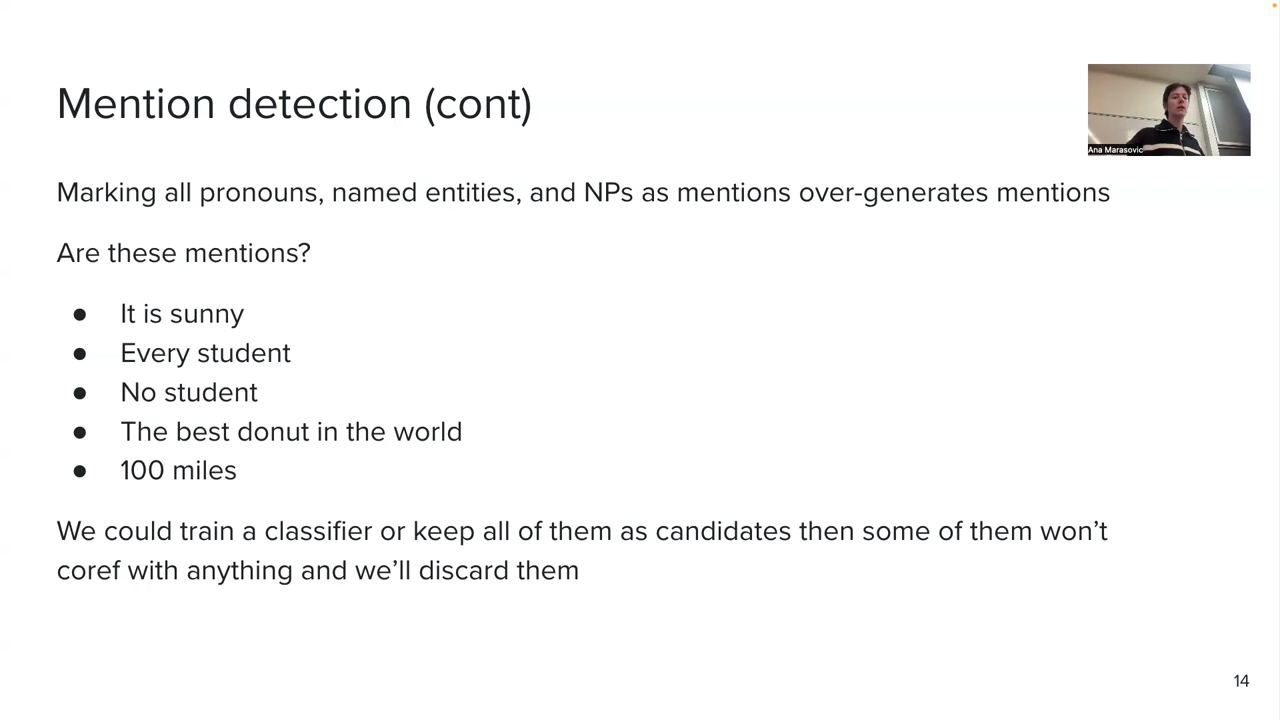 Mention detection (cont)
Ana Marasovic
Marking all pronouns, named entities, and NPs as mentions over-generates mentions
Are these mentions?
● It is sunny
● Every student
● No student
● The best donut in the world
● 100 miles
We could train a classifier or keep all of them as candidates then some of them won’t
coref with anything and we’ll discard them
14